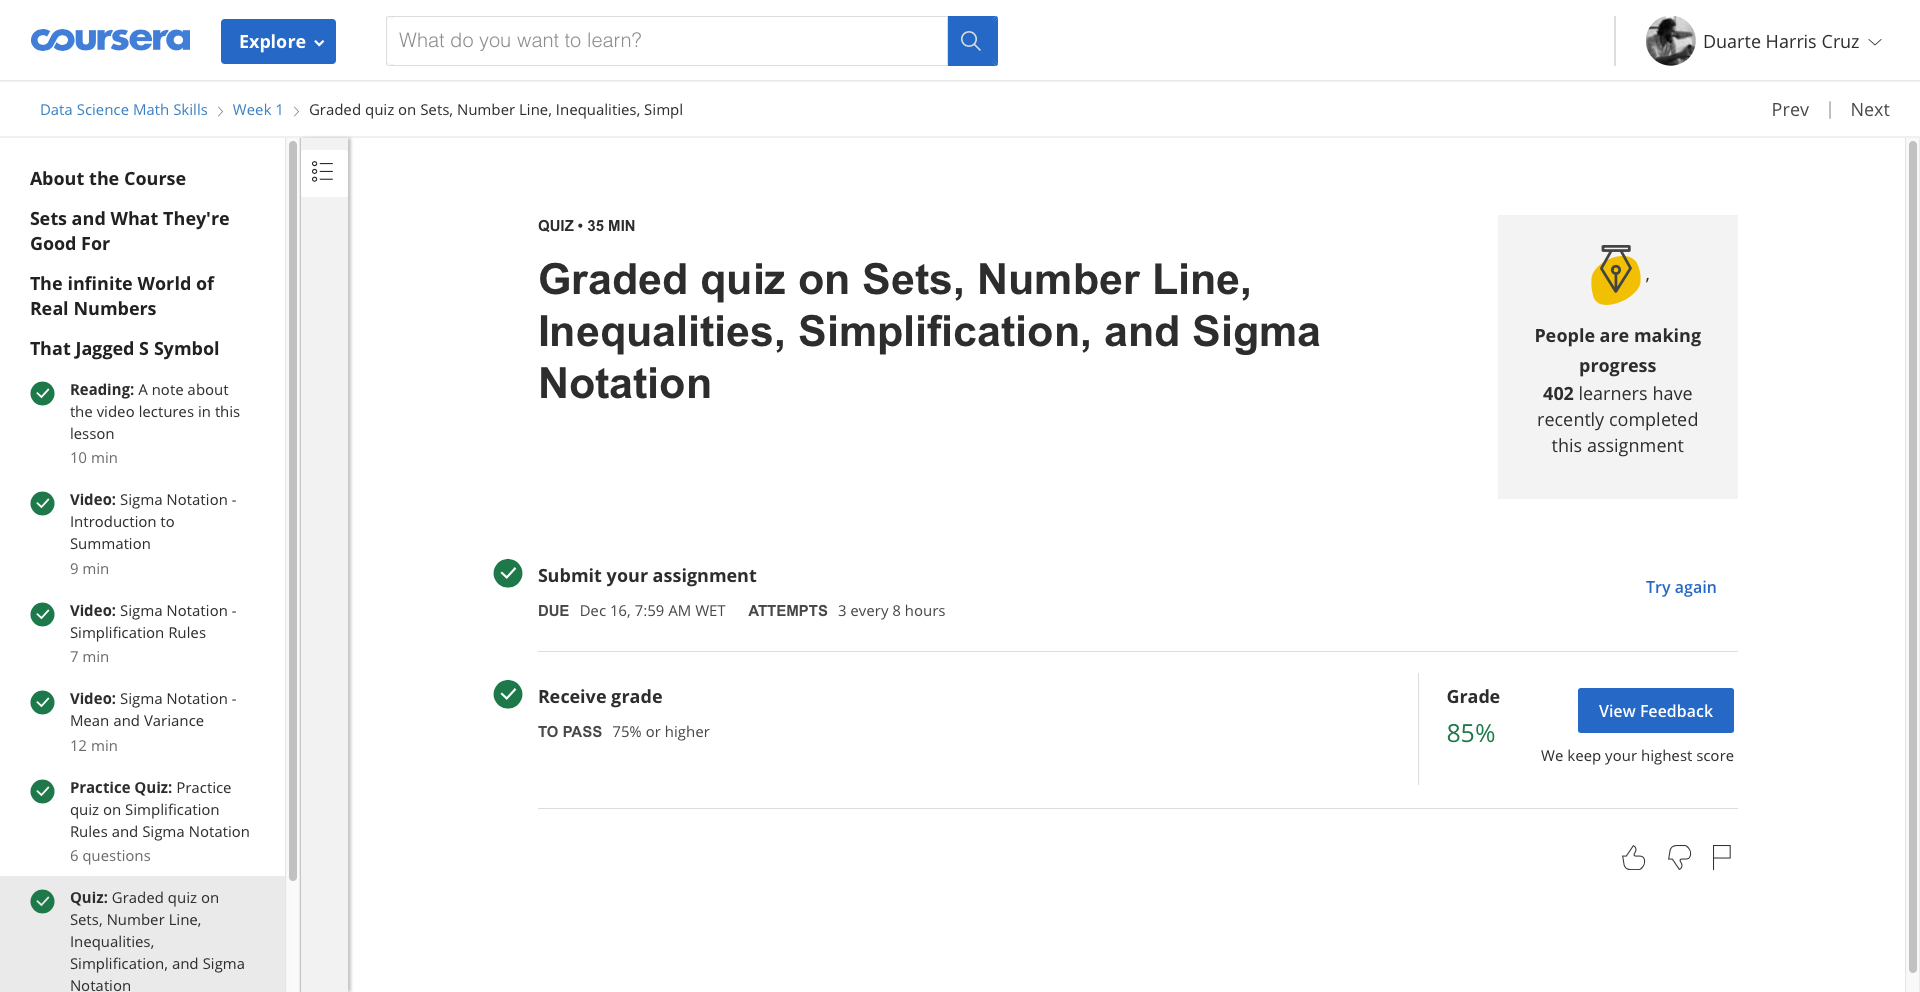 coursera
Explore
What do you want to learn?
Duarte Harris Cruz
Data Science Math Skills
Week 1
Graded quiz on Sets, Number Line, Inequalities, Simpl
Prev | Next
About the Course
Sets and What They're
Good For
The infinite World of
Real Numbers
That Jagged S Symbol
Reading: A note about
the video lectures in this
lesson
10 min
Video: Sigma Notation -
Introduction to
Summation
9 min
Video: Sigma Notation -
Simplification Rules
7 min
Video: Sigma Notation -
Mean and Variance
12 min
Practice Quiz: Practice
quiz on Simplification
Rules and Sigma Notation
6 questions
Quiz: Graded quiz on
Sets, Number Line,
Inequalities,
Simplification, and Sigma
Notation
QUIZ • 35 MIN
Graded quiz on Sets, Number Line,
Inequalities, Simplification, and Sigma
Notation
,
People are making
progress
402 learners have
recently completed
this assignment
Submit your assignment
DUE Dec 16, 7:59 AM WET ATTEMPTS 3 every 8 hours
Try again
Receive grade
TO PASS 75% or higher
Grade
85%
View Feedback
We keep your highest score